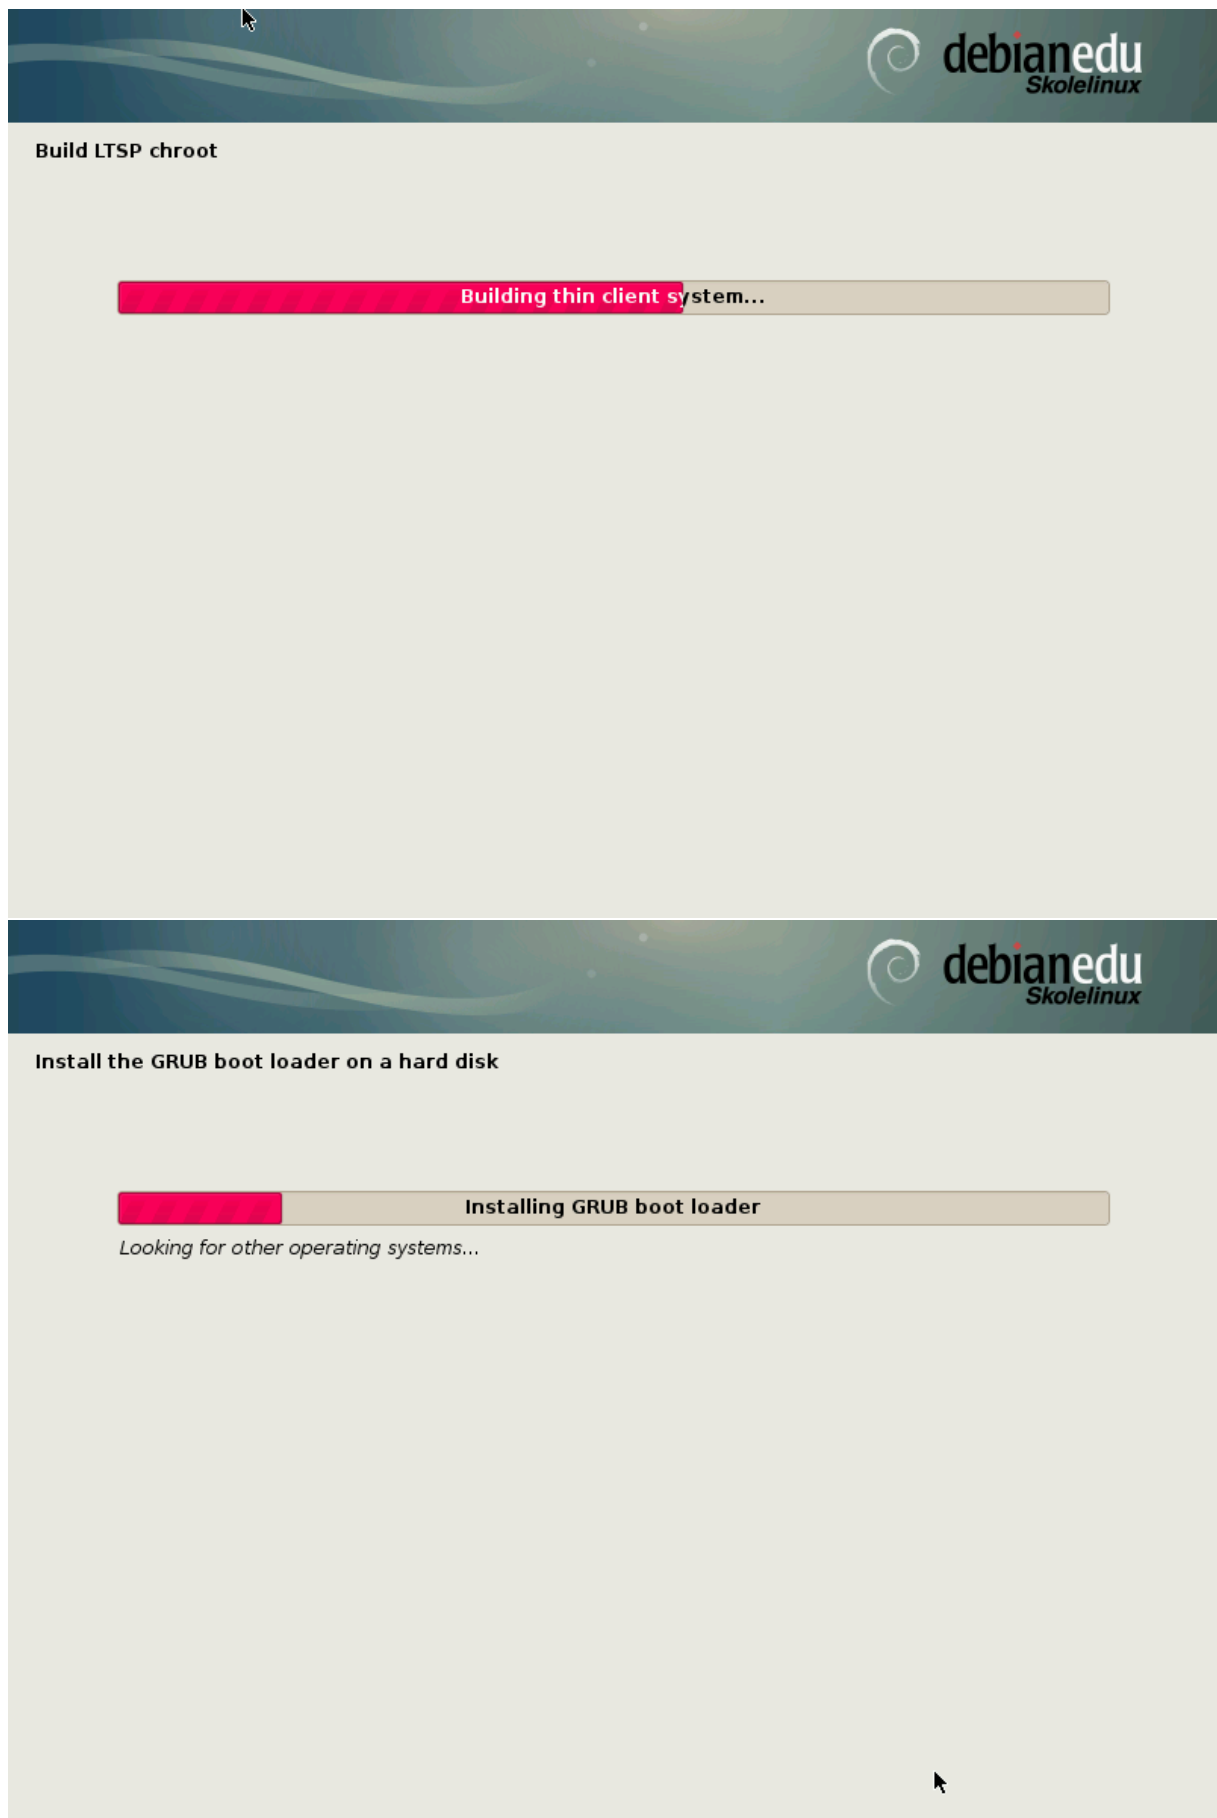 debianedu
Skolelinux
Build LTSP chroot
Building thin client system...
debianedu
Skolelinux
Install the GRUB boot loader on a hard disk
Installing GRUB boot loader
Looking for other operating systems...